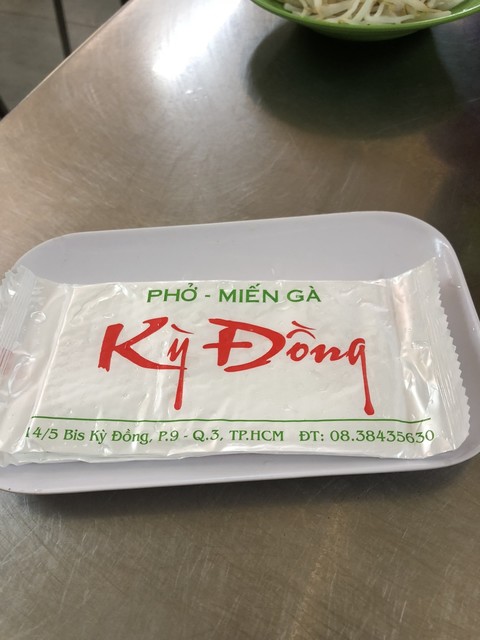 PHỞ - MIẾN GÀ
Kỳ Đồng
14/5 Bis Kỳ Đồng, P.9 - Q.3, TP.HCM ĐT: 08.38435630